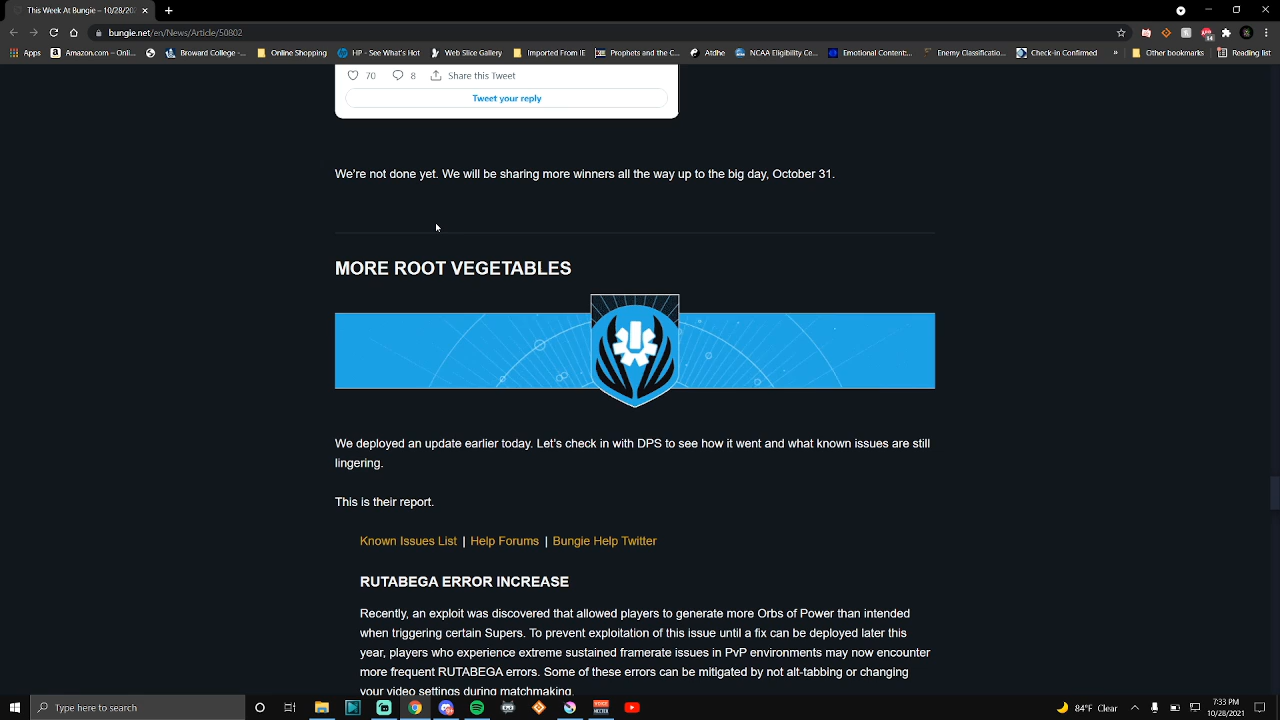 This Week At Bungie – 10/28/20
bungie.net/en/News/Article/50802
Apps
Amazon.com – Onli...
Broward College -...
Online Shopping
HP - See What's Hot
Web Slice Gallery
Imported From IE
Prophets and the C...
Jndhe
NCAA Eligibility Ce...
Emotional Content:...
Enemy Classificatio...
Check-In Confirmed
»
Other bookmarks
Reading list
70
8
Share this Tweet
Tweet your reply
We're not done yet. We will be sharing more winners all the way up to the big day, October 31.
MORE ROOT VEGETABLES
We deployed an update earlier today. Let's check in with DPS to see how it went and what known issues are still
lingering.
This is their report.
Known Issues List | Help Forums | Bungie Help Twitter
RUTABEGA ERROR INCREASE
Recently, an exploit was discovered that allowed players to generate more Orbs of Power than intended
when triggering certain Supers. To prevent exploitation of this issue until a fix can be deployed later this
year, players who experience extreme sustained framerate issues in PvP environments may now encounter
more frequent RUTABEGA errors. Some of these errors can be mitigated by not alt-tabbing or changing
your video settings during matchmaking.
Type here to search
84°F Clear
7:33 PM
10/28/2021